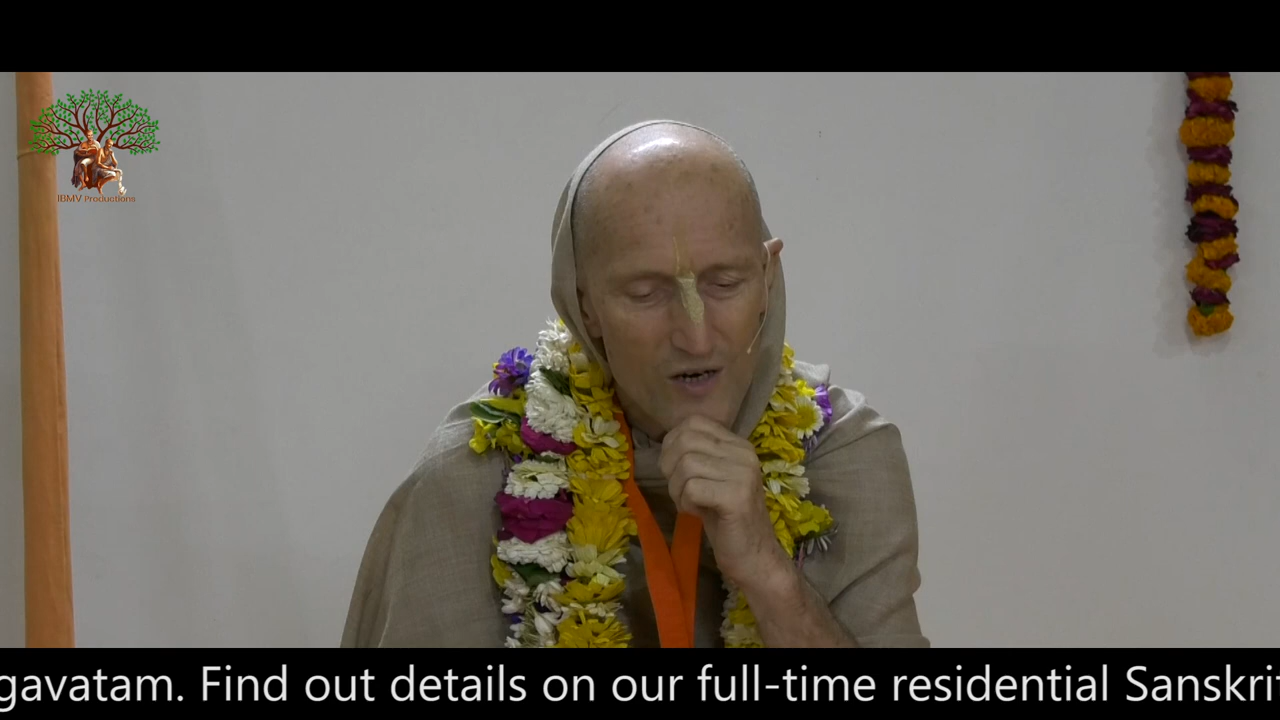 IBMV Productions
gavatam. Find out details on our full-time residential Sanskrit